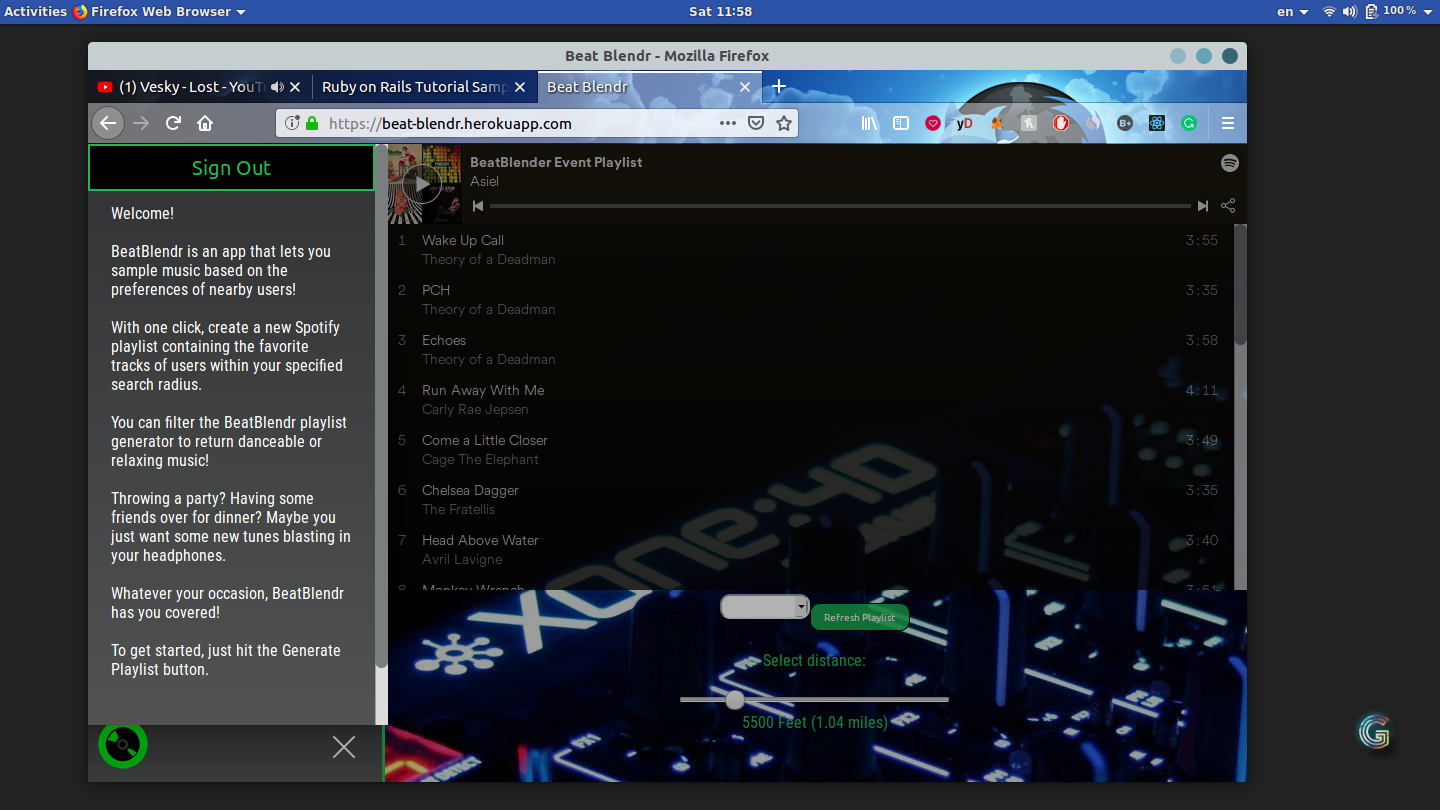 Activities Firefox Web Browser Sat 11:58 en 100 %
Beat Blendr - Mozilla Firefox
(1) Vesky - Lost - YouTu Ruby on Rails Tutorial Samp Beat Blendr
https://beat-blendr.herokuapp.com
yD
B+
Sign Out
Welcome!
BeatBlendr is an app that lets you
sample music based on the
preferences of nearby users!
With one click, create a new Spotify
playlist containing the favorite
tracks of users within your specified
search radius.
You can filter the BeatBlendr playlist
generator to return danceable or
relaxing music!
Throwing a party? Having some
friends over for dinner? Maybe you
just want some new tunes blasting in
your headphones.
Whatever your occasion, BeatBlendr
has you covered!
To get started, just hit the Generate
Playlist button.
BeatBlender Event Playlist
Asiel
1 Wake Up Call 3:55
Theory of a Deadman
2 PCH 3:35
Theory of a Deadman
3 Echoes 3:58
Theory of a Deadman
4 Run Away With Me 4:11
Carly Rae Jepsen
5 Come a Little Closer 3:49
Cage The Elephant
6 Chelsea Dagger 3:35
The Fratellis
7 Head Above Water 3:40
Avril Lavigne
8 Monkey Wrench 3:51
XONE:4D
Refresh Playlist
Select distance:
5500 Feet (1.04 miles)
G